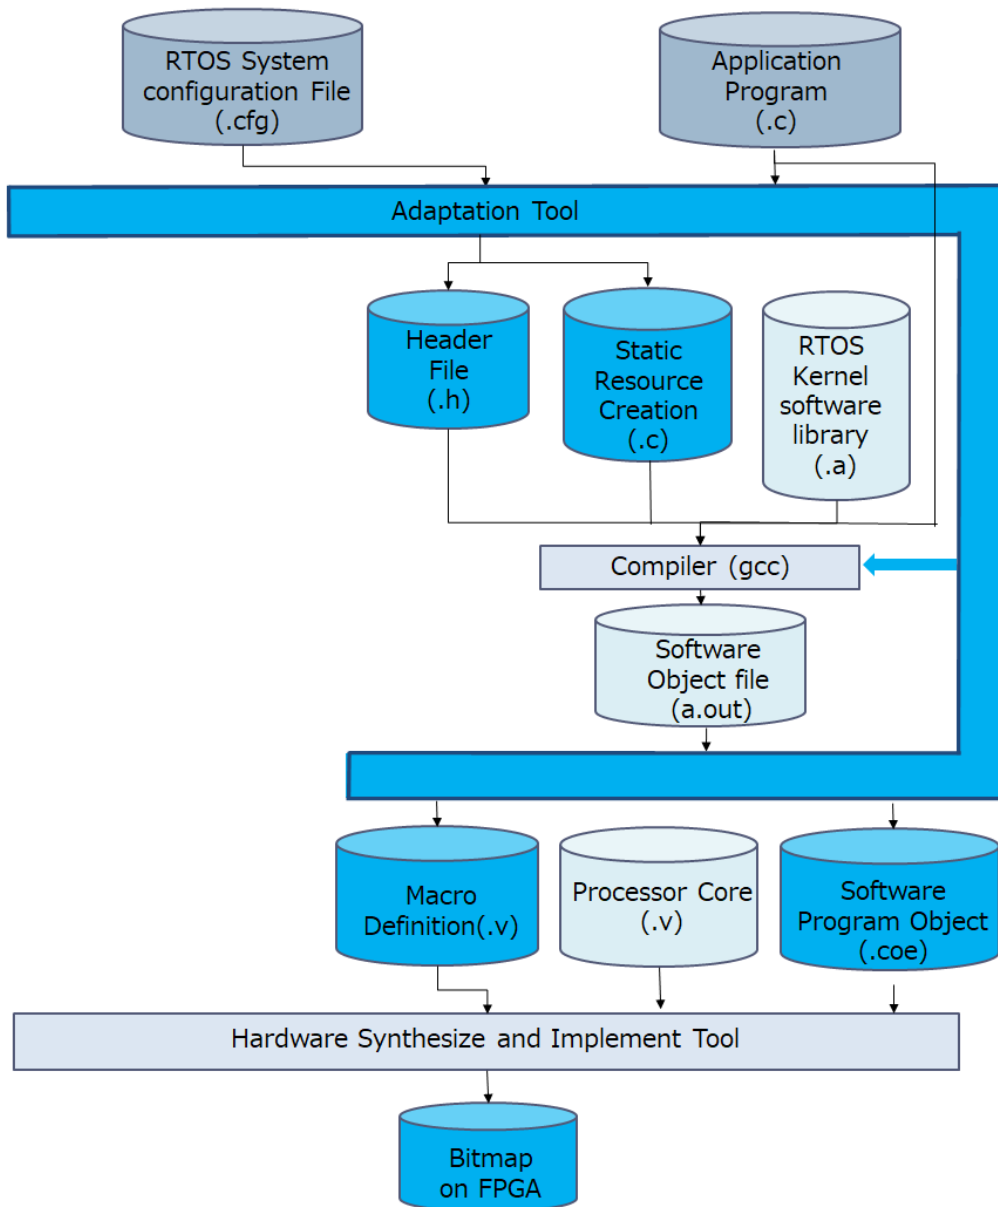 RTOS System
configuration File
(.cfg)
Application
Program
(.c)
Adaptation Tool
Header
File
(.h)
Static
Resource
Creation
(.c)
RTOS
Kernel
software
library
(.a)
Compiler (gcc)
Software
Object file
(a.out)
Macro
Definition(.v)
Processor Core
(.v)
Software
Program Object
(.coe)
Hardware Synthesize and Implement Tool
Bitmap
on FPGA